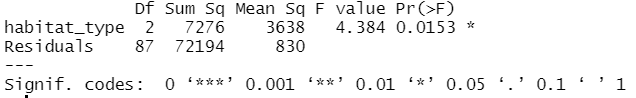 Df Sum Sq Mean Sq F value Pr(>F)
habitat_type 2 7276 3638 4.384 0.0153 *
Residuals 87 72194 830
---
Signif. codes: 0 ‘***’ 0.001 ‘**’ 0.01 ‘*’ 0.05 ‘.’ 0.1 ‘ ’ 1